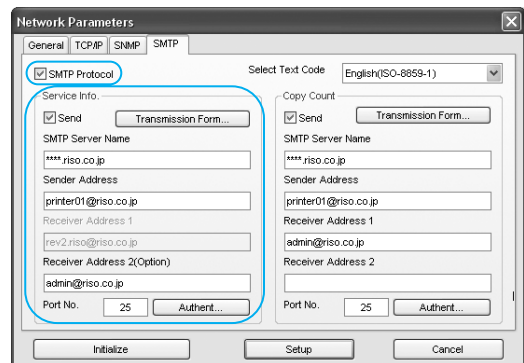 Network Parameters
General TCP/IP SNMP SMTP
SMTP Protocol
Select Text Code English(ISO-8859-1)
Service Info.
Send Transmission Form...
SMTP Server Name
****.riso.co.jp
Sender Address
printer01@riso.co.jp
Receiver Address 1
rev2.riso@riso.co.jp
Receiver Address 2(Option)
admin@riso.co.jp
Port No. 25 Authent...
Copy Count
Send Transmission Form...
SMTP Server Name
****.riso.co.jp
Sender Address
printer01@riso.co.jp
Receiver Address 1
admin@riso.co.jp
Receiver Address 2
Port No. 25 Authent...
Initialize Setup Cancel